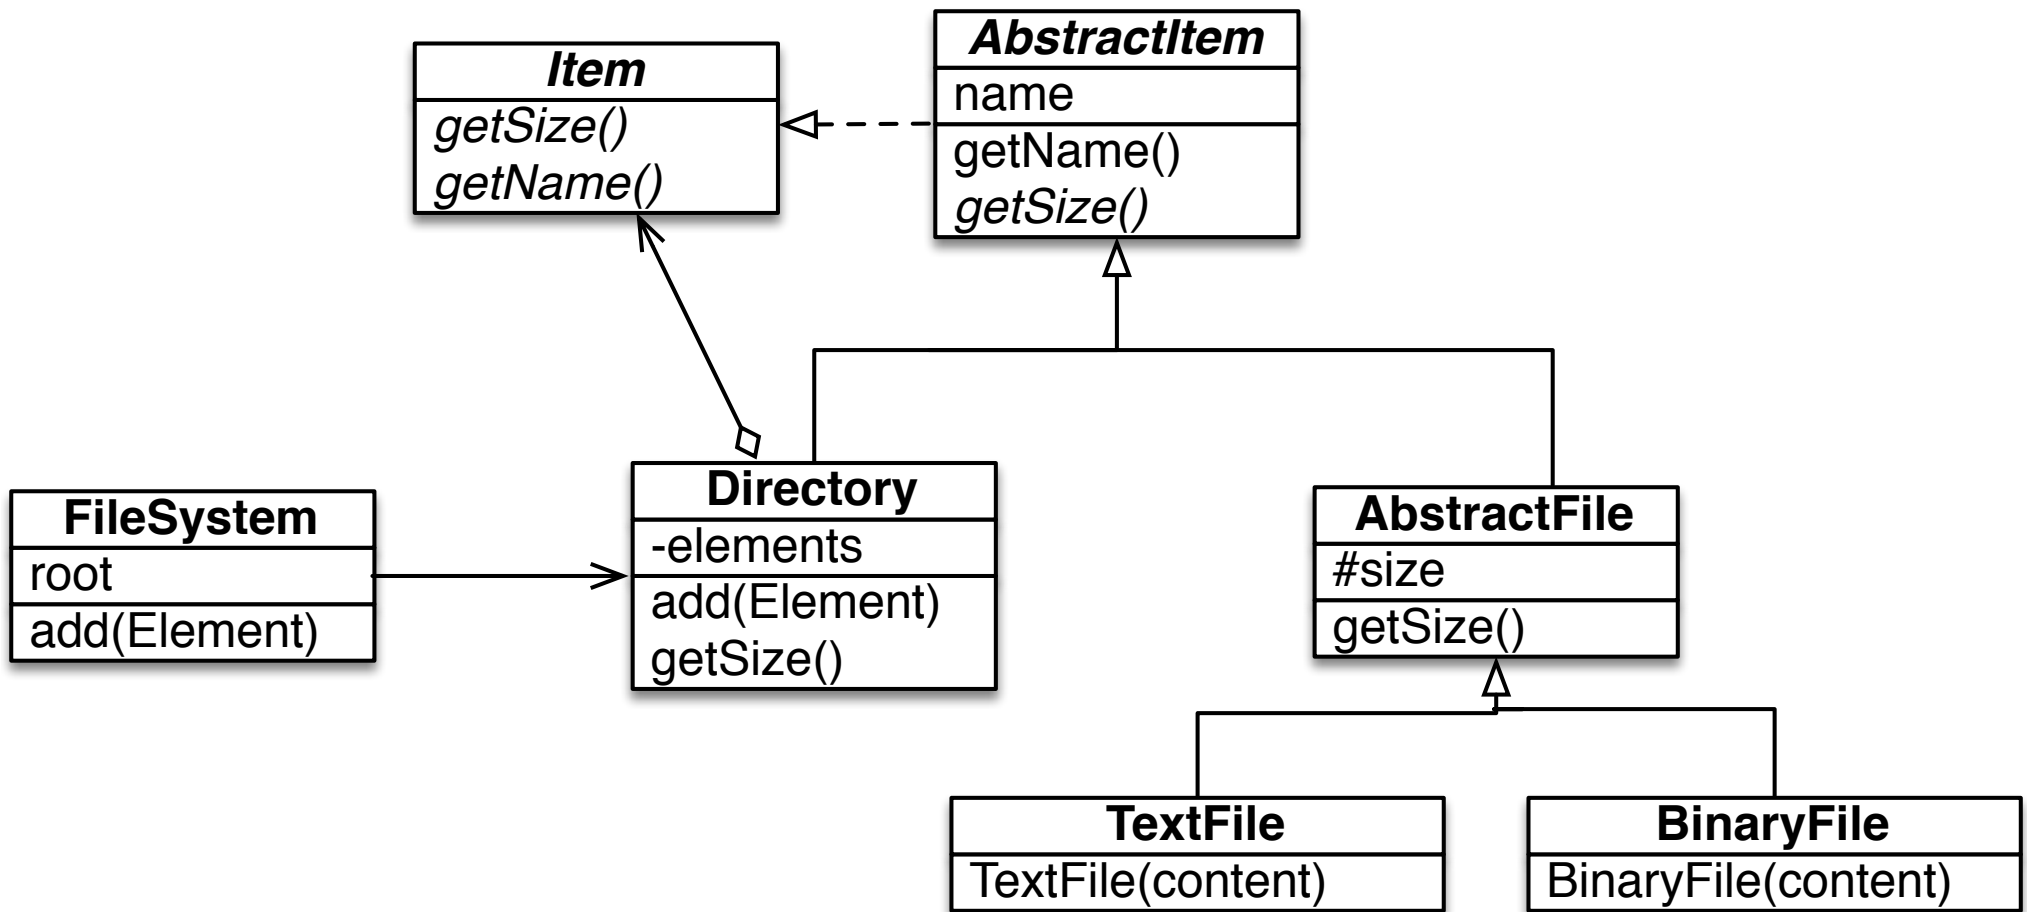 Item
getSize()
getName()
AbstractItem
name
getName()
getSize()
FileSystem
root
add(Element)
Directory
-elements
add(Element)
getSize()
AbstractFile
#size
getSize()
TextFile
TextFile(content)
BinaryFile
BinaryFile(content)